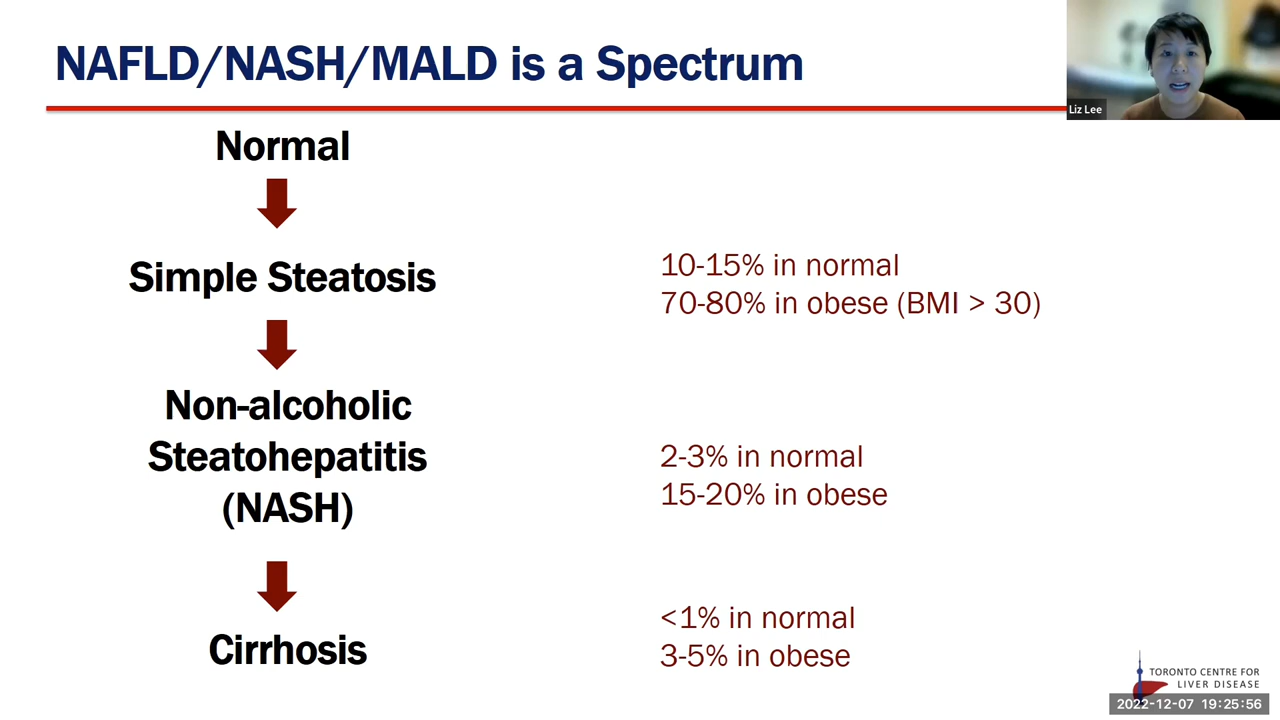 NAFLD/NASH/MALD is a Spectrum
Liz Lee
Normal
Simple Steatosis
10-15% in normal
70-80% in obese (BMI > 30)
Non-alcoholic
Steatohepatitis
(NASH)
2-3% in normal
15-20% in obese
Cirrhosis
<1% in normal
3-5% in obese
TORONTO CENTRE FOR
LIVER DISEASE
2022-12-07 19:25:56